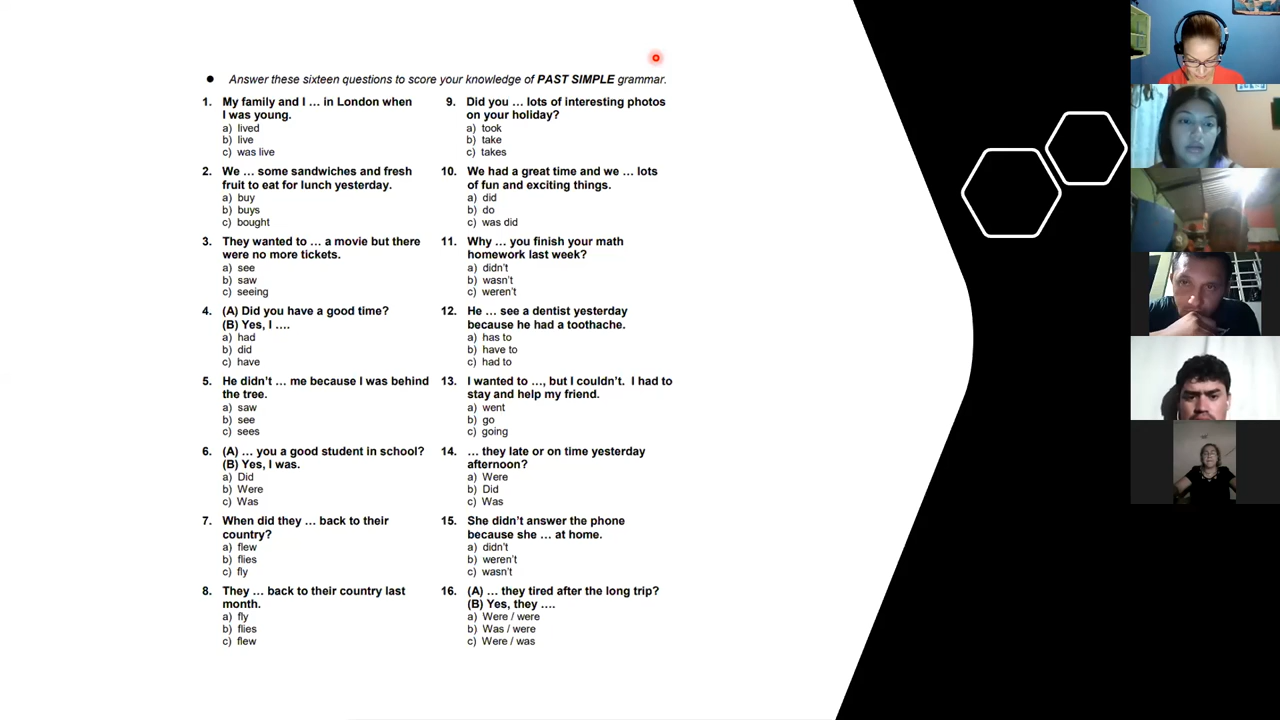 ● Answer these sixteen questions to score your knowledge of PAST SIMPLE grammar.
1. My family and I … in London when
I was young.
a) lived
b) live
c) was live
2. We … some sandwiches and fresh
fruit to eat for lunch yesterday.
a) buy
b) buys
c) bought
3. They wanted to … a movie but there
were no more tickets.
a) see
b) saw
c) seeing
4. (A) Did you have a good time?
(B) Yes, I ….
a) had
b) did
c) have
5. He didn't … me because I was behind
the tree.
a) saw
b) see
c) sees
6. (A) … you a good student in school?
(B) Yes, I was.
a) Did
b) Were
c) Was
7. When did they … back to their
country?
a) flew
b) flies
c) fly
8. They … back to their country last
month.
a) fly
b) flies
c) flew
9. Did you … lots of interesting photos
on your holiday?
a) took
b) take
c) takes
10. We had a great time and we … lots
of fun and exciting things.
a) did
b) do
c) was did
11. Why … you finish your math
homework last week?
a) didn't
b) wasn't
c) weren't
12. He … see a dentist yesterday
because he had a toothache.
a) has to
b) have to
c) had to
13. I wanted to …, but I couldn't. I had to
stay and help my friend.
a) went
b) go
c) going
14. … they late or on time yesterday
afternoon?
a) Were
b) Did
c) Was
15. She didn't answer the phone
because she … at home.
a) didn't
b) weren't
c) wasn't
16. (A) … they tired after the long trip?
(B) Yes, they ….
a) Were / were
b) Was / were
c) Were / was